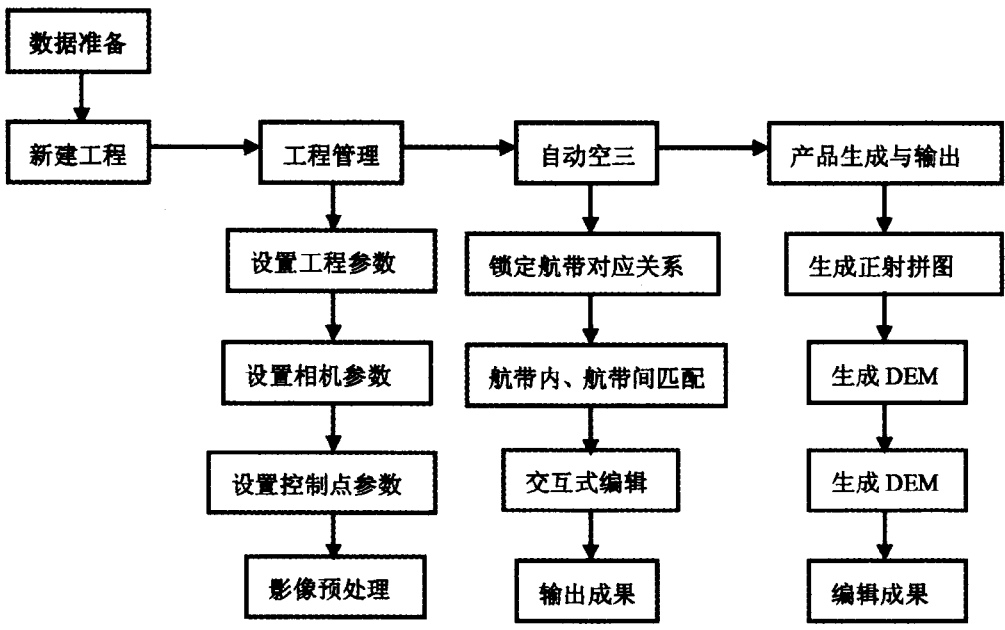 数据准备
新建工程
工程管理
自动空三
产品生成与输出
设置工程参数
锁定航带对应关系
生成正射拼图
设置相机参数
航带内、航带间匹配
生成 DEM
设置控制点参数
交互式编辑
生成 DEM
影像预处理
输出成果
编辑成果